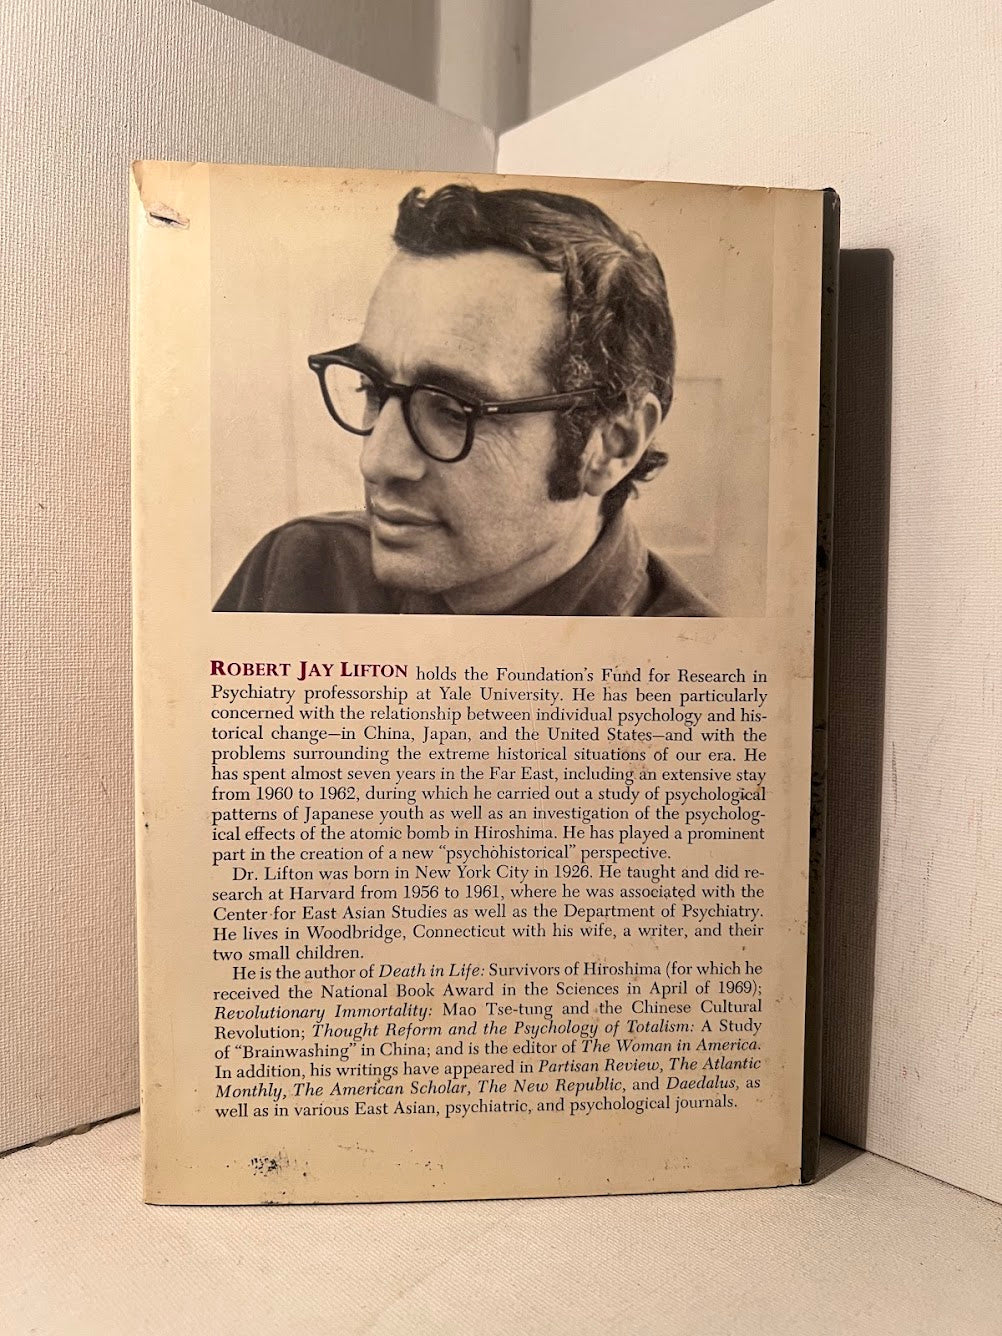 ROBERT JAY LIFTON holds the Foundation's Fund for Research in
Psychiatry professorship at Yale University. He has been particularly
concerned with the relationship between individual psychology and his-
torical change—in China, Japan, and the United States—and with the
problems surrounding the extreme historical situations of our era. He
has spent almost seven years in the Far East, including an extensive stay
from 1960 to 1962, during which he carried out a study of psychological
patterns of Japanese youth as well as an investigation of the psycholog-
ical effects of the atomic bomb in Hiroshima. He has played a prominent
part in the creation of a new "psychohistorical" perspective.
Dr. Lifton was born in New York City in 1926. He taught and did re-
search at Harvard from 1956 to 1961, where he was associated with the
Center for East Asian Studies as well as the Department of Psychiatry.
He lives in Woodbridge, Connecticut with his wife, a writer, and their
two small children.
He is the author of Death in Life: Survivors of Hiroshima (for which he
received the National Book Award in the Sciences in April of 1969);
Revolutionary Immortality: Mao Tse-tung and the Chinese Cultural
Revolution; Thought Reform and the Psychology of Totalism: A Study
of "Brainwashing" in China; and is the editor of The Woman in America.
In addition, his writings have appeared in Partisan Review, The Atlantic
Monthly, The American Scholar, The New Republic, and Daedalus, as
well as in various East Asian, psychiatric, and psychological journals.